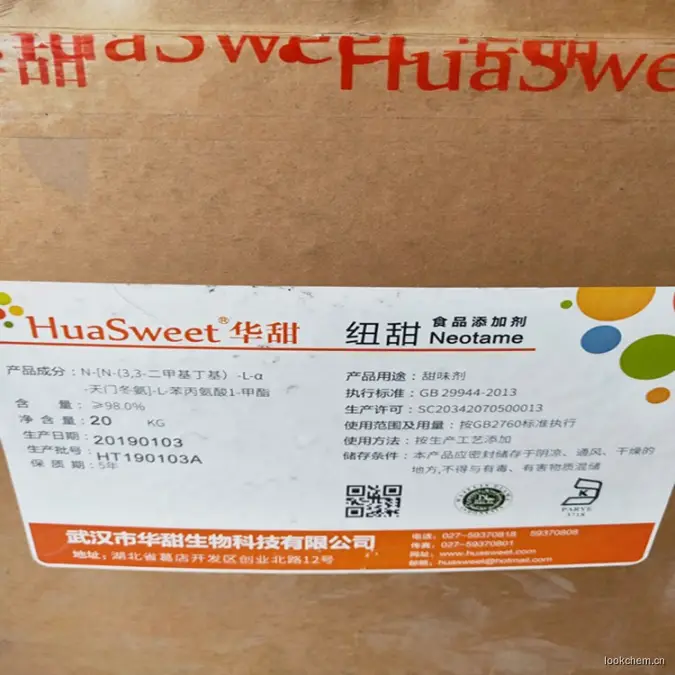 甜 HuaSweet 华甜
HuaSwe
HuaSweet®华甜
纽甜 食品添加剂
Neotame
产品成分：N-[N-(3,3-二甲基丁基）-L-α
-天门冬氨]-L-苯丙氨酸1-甲酯
含 量：≥98.0%
净 含 量：20 KG
生产日期：20190103
生产批号：HT190103A
保 质 期：5年
产品用途：甜味剂
执行标准：GB 29944-2013
生产许可：SC20342070500013
使用范围及用量：按GB2760标准执行
使用方法：按生产工艺添加
储存条件：本产品应密封储存于阴凉、通风、干燥的
地方,不得与有毒、有害物质混储
K
PARVE
武汉市华甜生物科技有限公司
地址：湖北省葛店开发区创业北路12号
电话：027-59370818 59370808
传真：027-59370801
网址：www.huasweet.com
邮箱：huasweet@hotmail.com
lookchem.cn